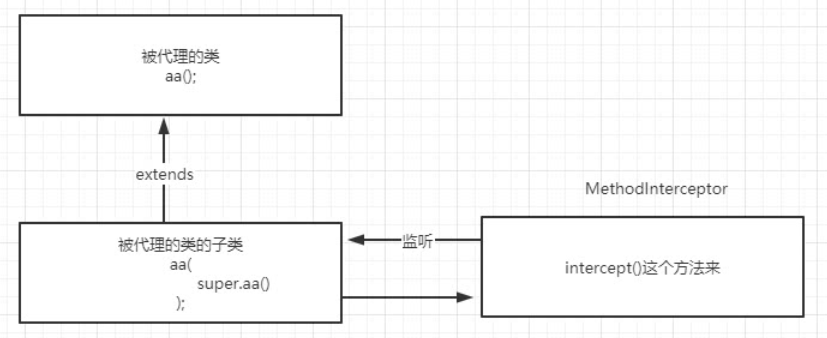 被代理的类
aa();
extends
MethodInterceptor
被代理的类的子类
aa(
super.aa()
);
监听
intercept()这个方法来